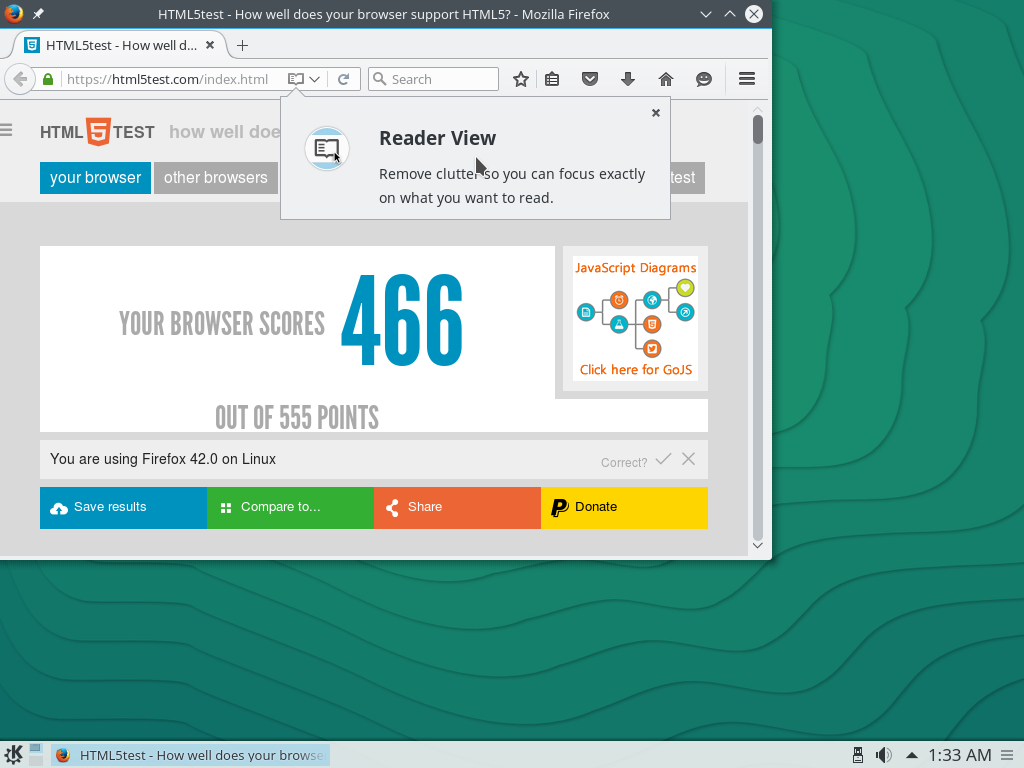 HTML5test - How well does your browser support HTML5? - Mozilla Firefox
HTML5test - How well d...
https://html5test.com/index.html
Search
HTML 5 TEST how well doe
Reader View
Remove clutter so you can focus exactly
on what you want to read.
your browser other browsers test
JavaScript Diagrams
YOUR BROWSER SCORES 466
Click here for GoJS
OUT OF 555 POINTS
You are using Firefox 42.0 on Linux
Correct?
Save results Compare to... Share Donate
HTML5test - How well does your browse
1:33 AM